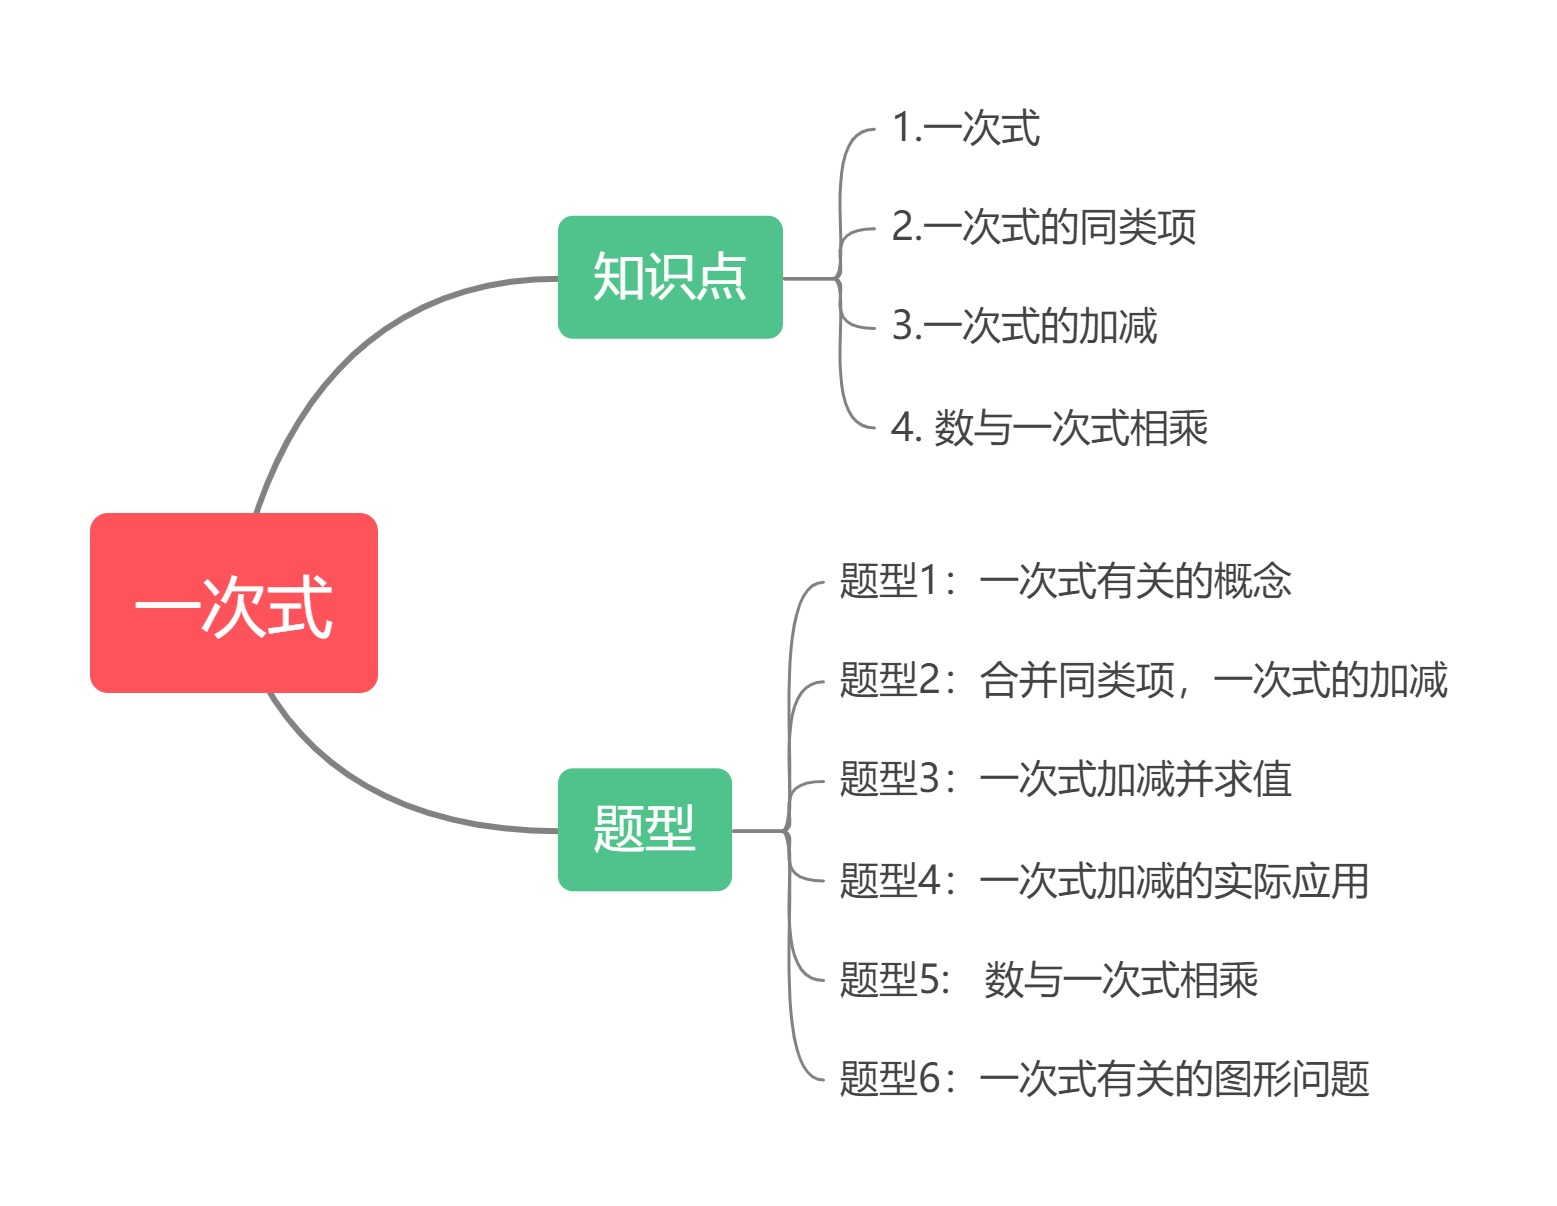 一次式
知识点
1.一次式
2.一次式的同类项
3.一次式的加减
4. 数与一次式相乘
题型
题型1：一次式有关的概念
题型2：合并同类项，一次式的加减
题型3：一次式加减并求值
题型4：一次式加减的实际应用
题型5： 数与一次式相乘
题型6：一次式有关的图形问题